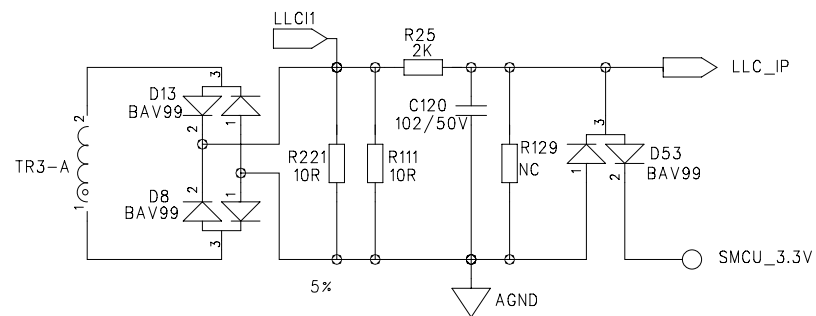 LLCI1
R25
2K
LLC_IP
3
D13
BAV99
2
1
2
C120
102/50V
3
TR3-A
R221
10R
R111
10R
R129
NC
1
2
D53
BAV99
1
D8
BAV99
2
1
3
SMCU_3.3V
5%
AGND